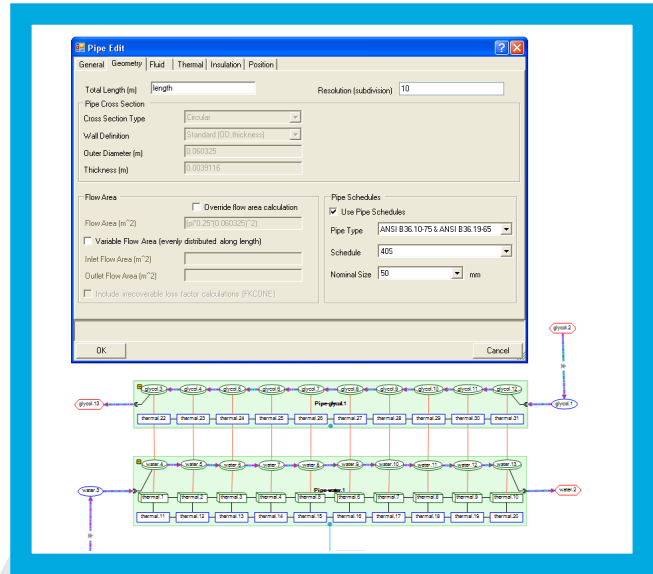 Pipe Edit
General Geometry Fluid Thermal Insulation Position
Total Length (m) length Resolution (subdivision) 10
Pipe Cross Section
Cross Section Type Circular
Wall Definition Standard (OD,thickness)
Outer Diameter (m) 0.060325
Thickness (m) 0.0039116
Flow Area Pipe Schedules
Override flow area calculation Use Pipe Schedules
Flow Area (m^2) (pi*0.25*(0.060325)^2) Pipe Type ANSI B36.10-75 & ANSI B36.19-65
Variable Flow Area (evenly distributed along length)
Schedule 40S
Inlet Flow Area (m^2)
Outlet Flow Area (m^2) Nominal Size 50 mm
Include irrecoverable loss factor calculations (FKCONE)
OK Cancel
glycol.2
glycol.3 glycol.4 glycol.5 glycol.6 glycol.7 glycol.8 glycol.9 glycol.10 glycol.11 glycol.12
glycol.13 Pipe-glycol.1 glycol.1
thermal.22 thermal.23 thermal.24 thermal.25 thermal.26 thermal.27 thermal.28 thermal.29 thermal.30 thermal.31
water.4 water.5 water.6 water.7 water.8 water.9 water.10 water.11 water.12 water.13
water.3 Pipe-water.1 water.2
thermal.1 thermal.2 thermal.3 thermal.4 thermal.5 thermal.6 thermal.7 thermal.8 thermal.9 thermal.10
thermal.11 thermal.12 thermal.13 thermal.14 thermal.15 thermal.16 thermal.17 thermal.18 thermal.19 thermal.20